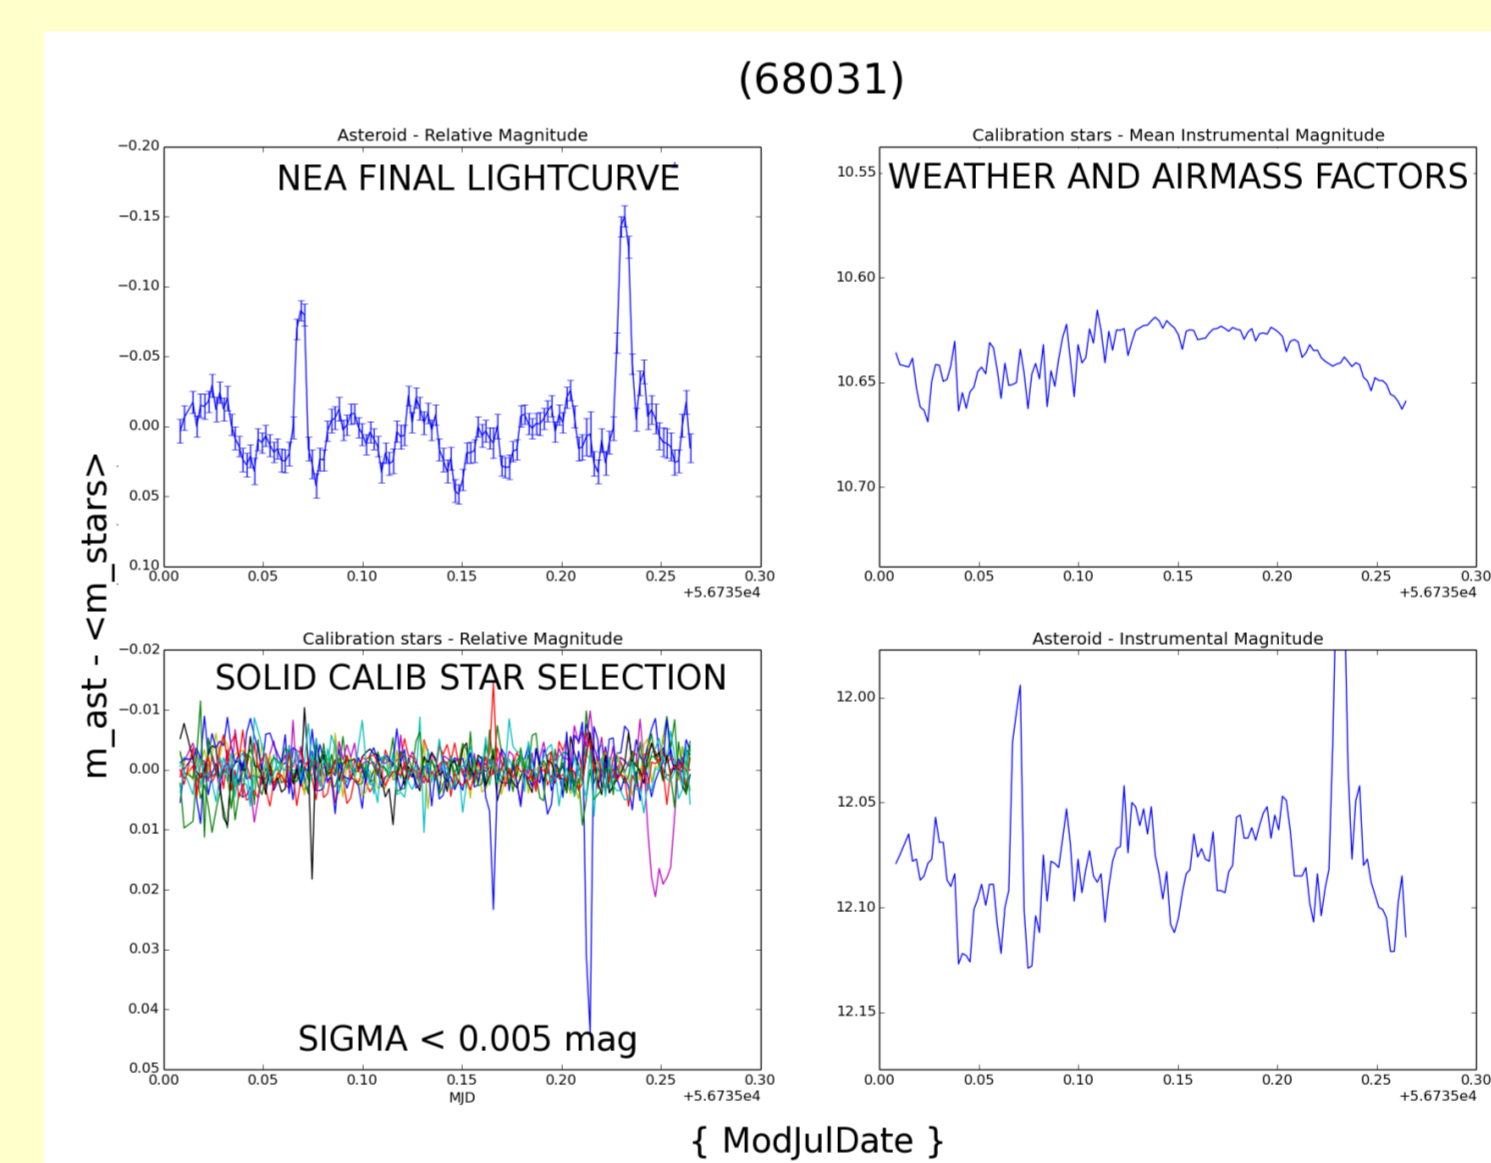 (68031)
Asteroid - Relative Magnitude
NEA FINAL LIGHTCURVE
−0.20
−0.15
−0.10
−0.05
0.00
0.05
0.10
0.00 0.05 0.10 0.15 0.20 0.25 0.30
+5.6735e4
Calibration stars - Mean Instrumental Magnitude
WEATHER AND AIRMASS FACTORS
10.55
10.60
10.65
10.70
0.00 0.05 0.10 0.15 0.20 0.25 0.30
+5.6735e4
m_ast - <m_stars>
Calibration stars - Relative Magnitude
SOLID CALIB STAR SELECTION
−0.02
−0.01
0.00
0.01
0.02
0.03
0.04
0.05
SIGMA < 0.005 mag
0.00 0.05 0.10 0.15 0.20 0.25 0.30
MJD
+5.6735e4
Asteroid - Instrumental Magnitude
12.00
12.05
12.10
12.15
0.00 0.05 0.10 0.15 0.20 0.25 0.30
+5.6735e4
{ ModJulDate }